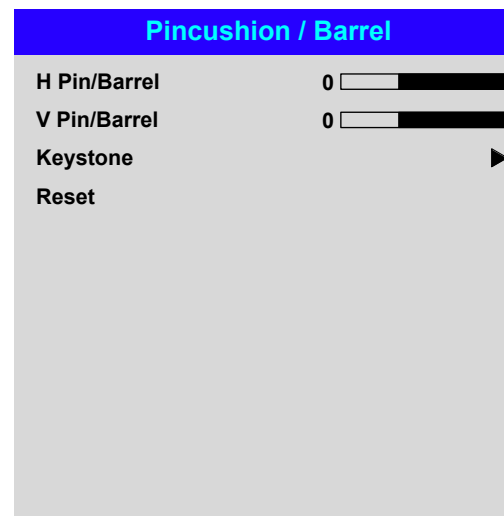 Pincushion / Barrel
H Pin/Barrel 0
V Pin/Barrel 0
Keystone
Reset